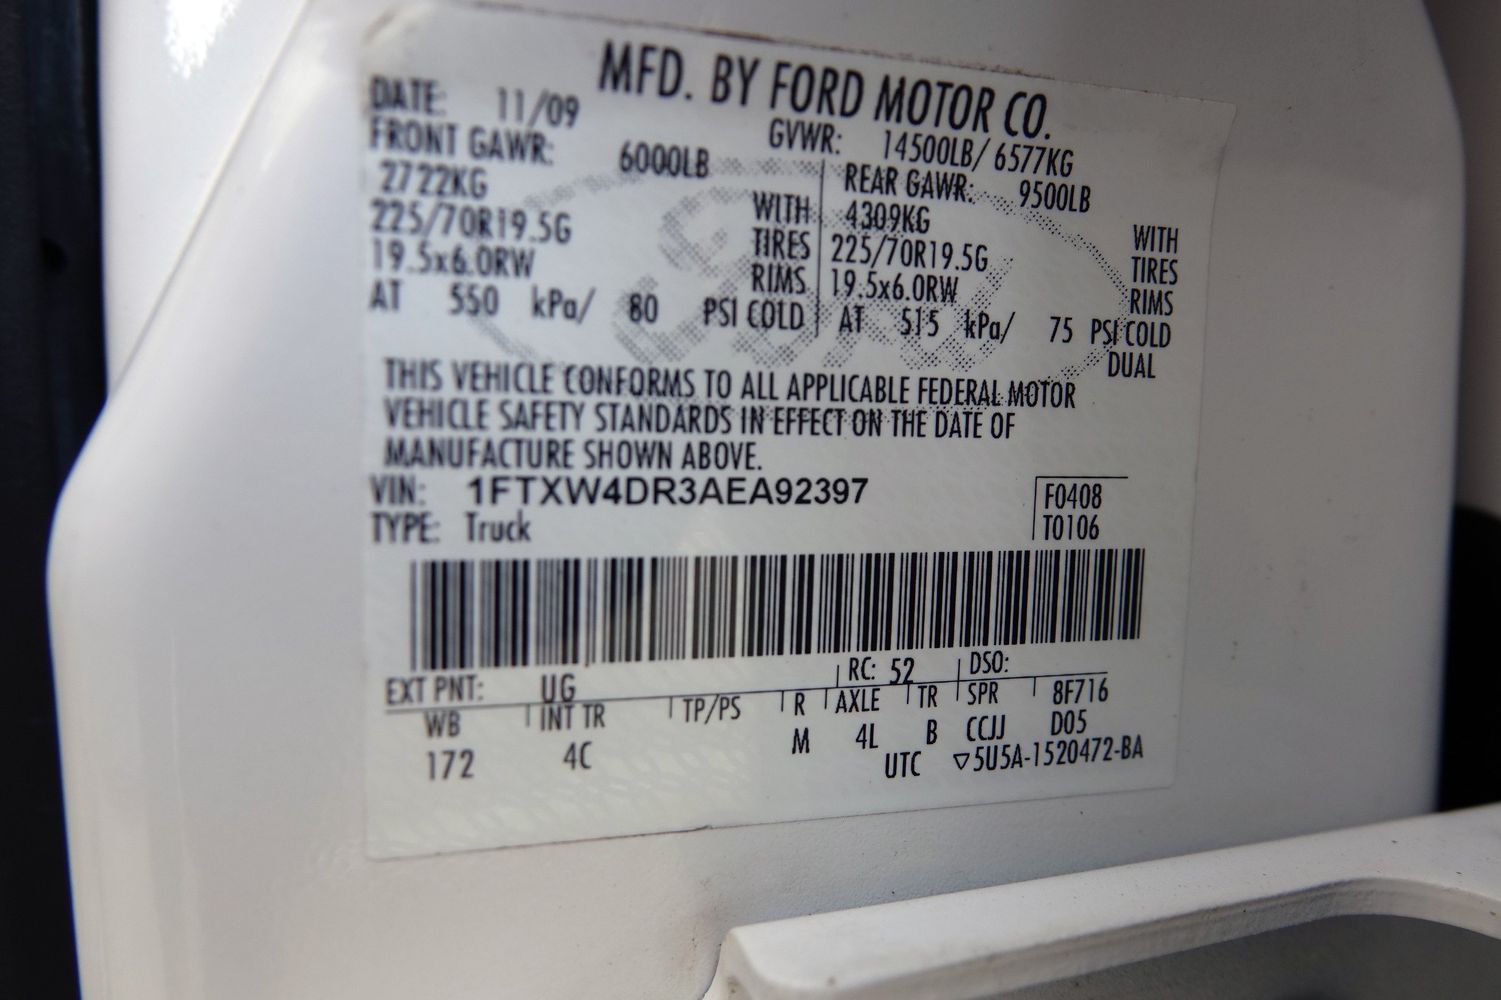 MFD. BY FORD MOTOR CO.
DATE: 11/09 GVWR: 14500LB/ 6577KG
FRONT GAWR: 6000LB REAR GAWR: 9500LB
2722KG WITH 4309KG WITH
225/70R19.5G TIRES 225/70R19.5G TIRES
19.5x6.0RW RIMS 19.5x6.0RW RIMS
AT 550 kPa/ 80 PSI COLD AT 515 kPa/ 75 PSI COLD
DUAL
THIS VEHICLE CONFORMS TO ALL APPLICABLE FEDERAL MOTOR
VEHICLE SAFETY STANDARDS IN EFFECT ON THE DATE OF
MANUFACTURE SHOWN ABOVE.
VIN: 1FTXW4DR3AEA92397 F0408
TYPE: Truck T0106
EXT PNT: UG RC: 52 DSO:
WB INT TR TP/PS R AXLE TR SPR 8F716
172 4C M 4L B CCJJ D05
UTC ▽5U5A-1520472-BA